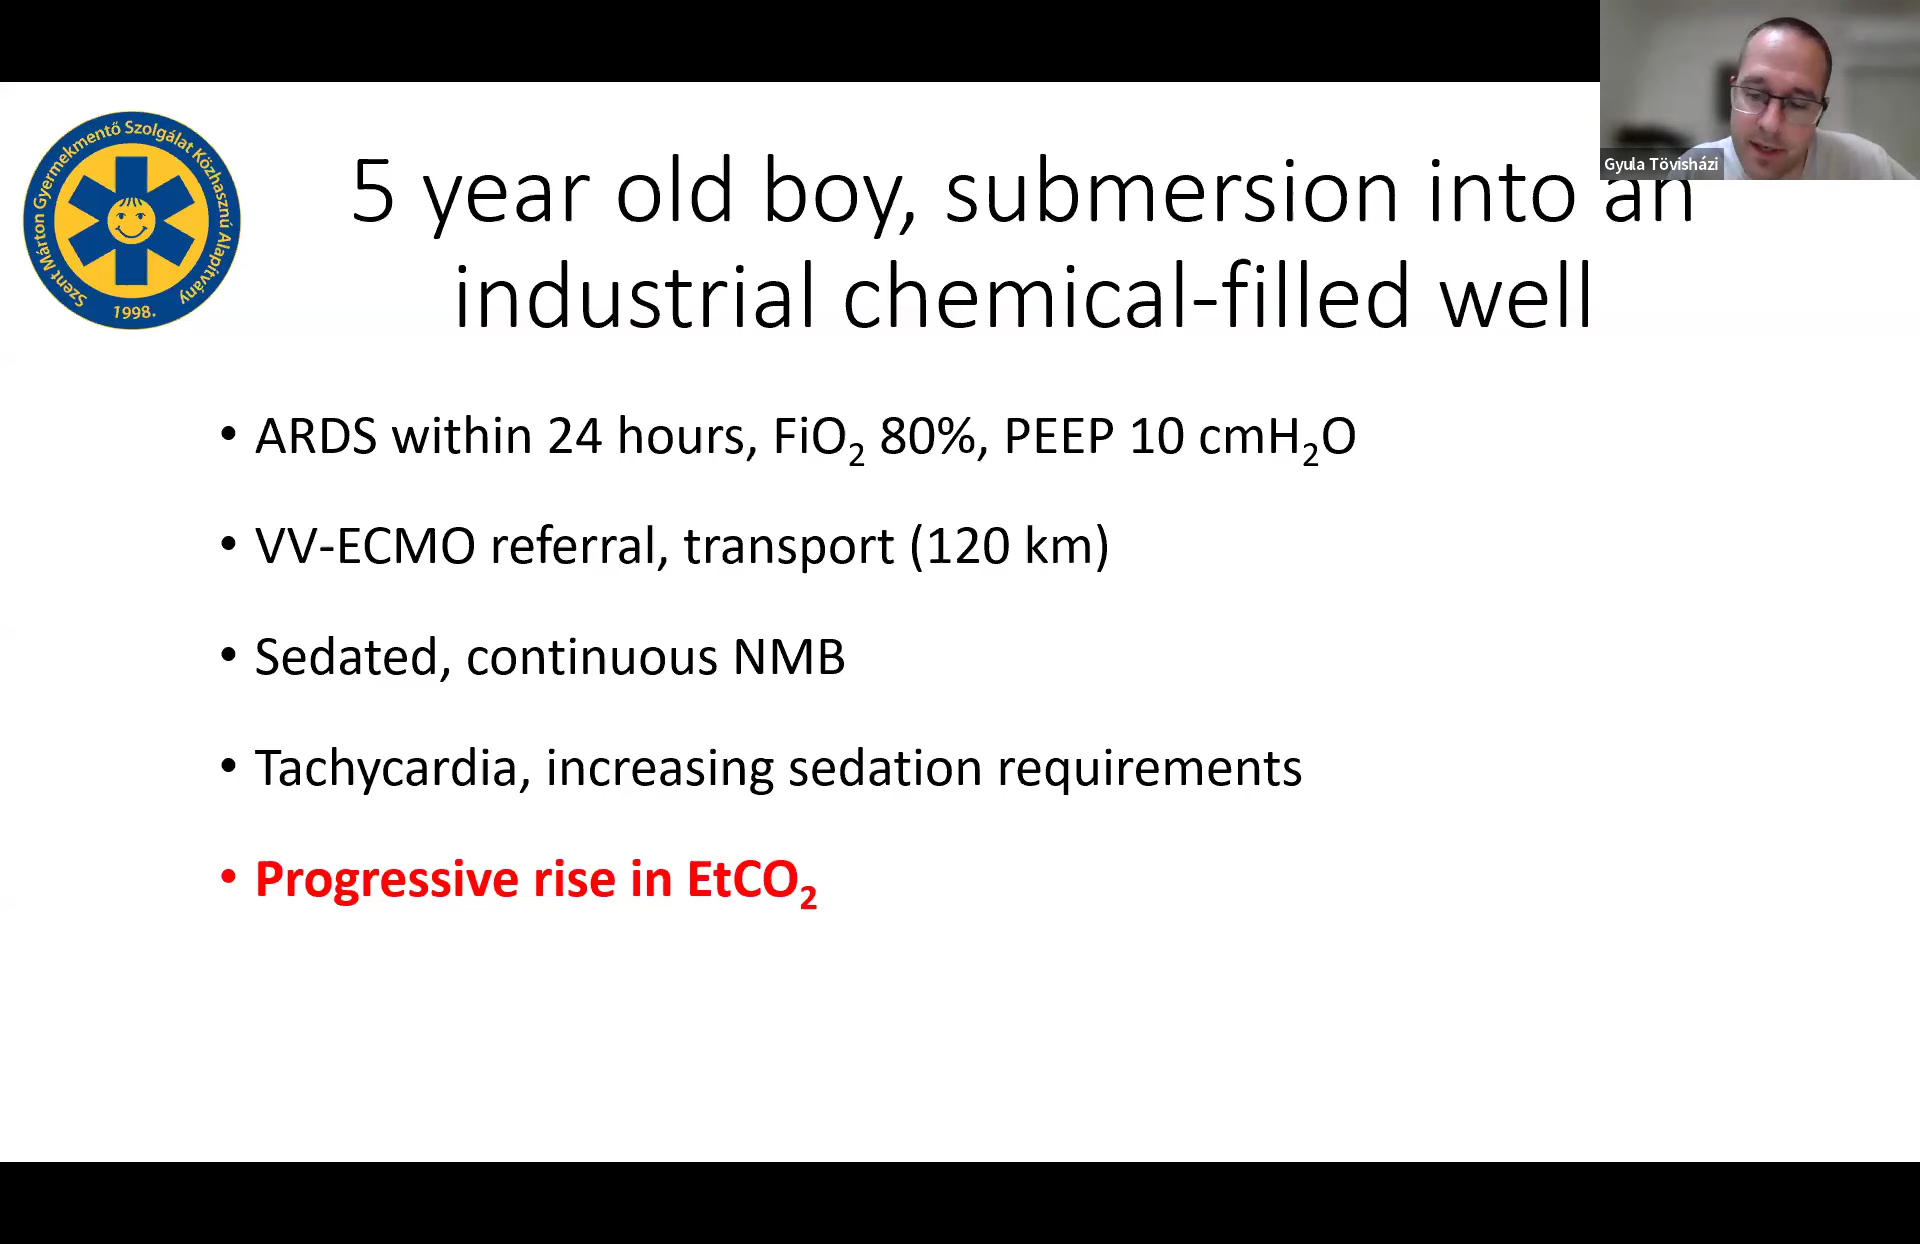 Szent Márton Gyermekmentő Szolgálat Közhasznú Alapítvány
1998.
Gyula Tövisházi
5 year old boy, submersion into an
industrial chemical-filled well
• ARDS within 24 hours, FiO₂ 80%, PEEP 10 cmH₂O
• VV-ECMO referral, transport (120 km)
• Sedated, continuous NMB
• Tachycardia, increasing sedation requirements
• Progressive rise in EtCO₂